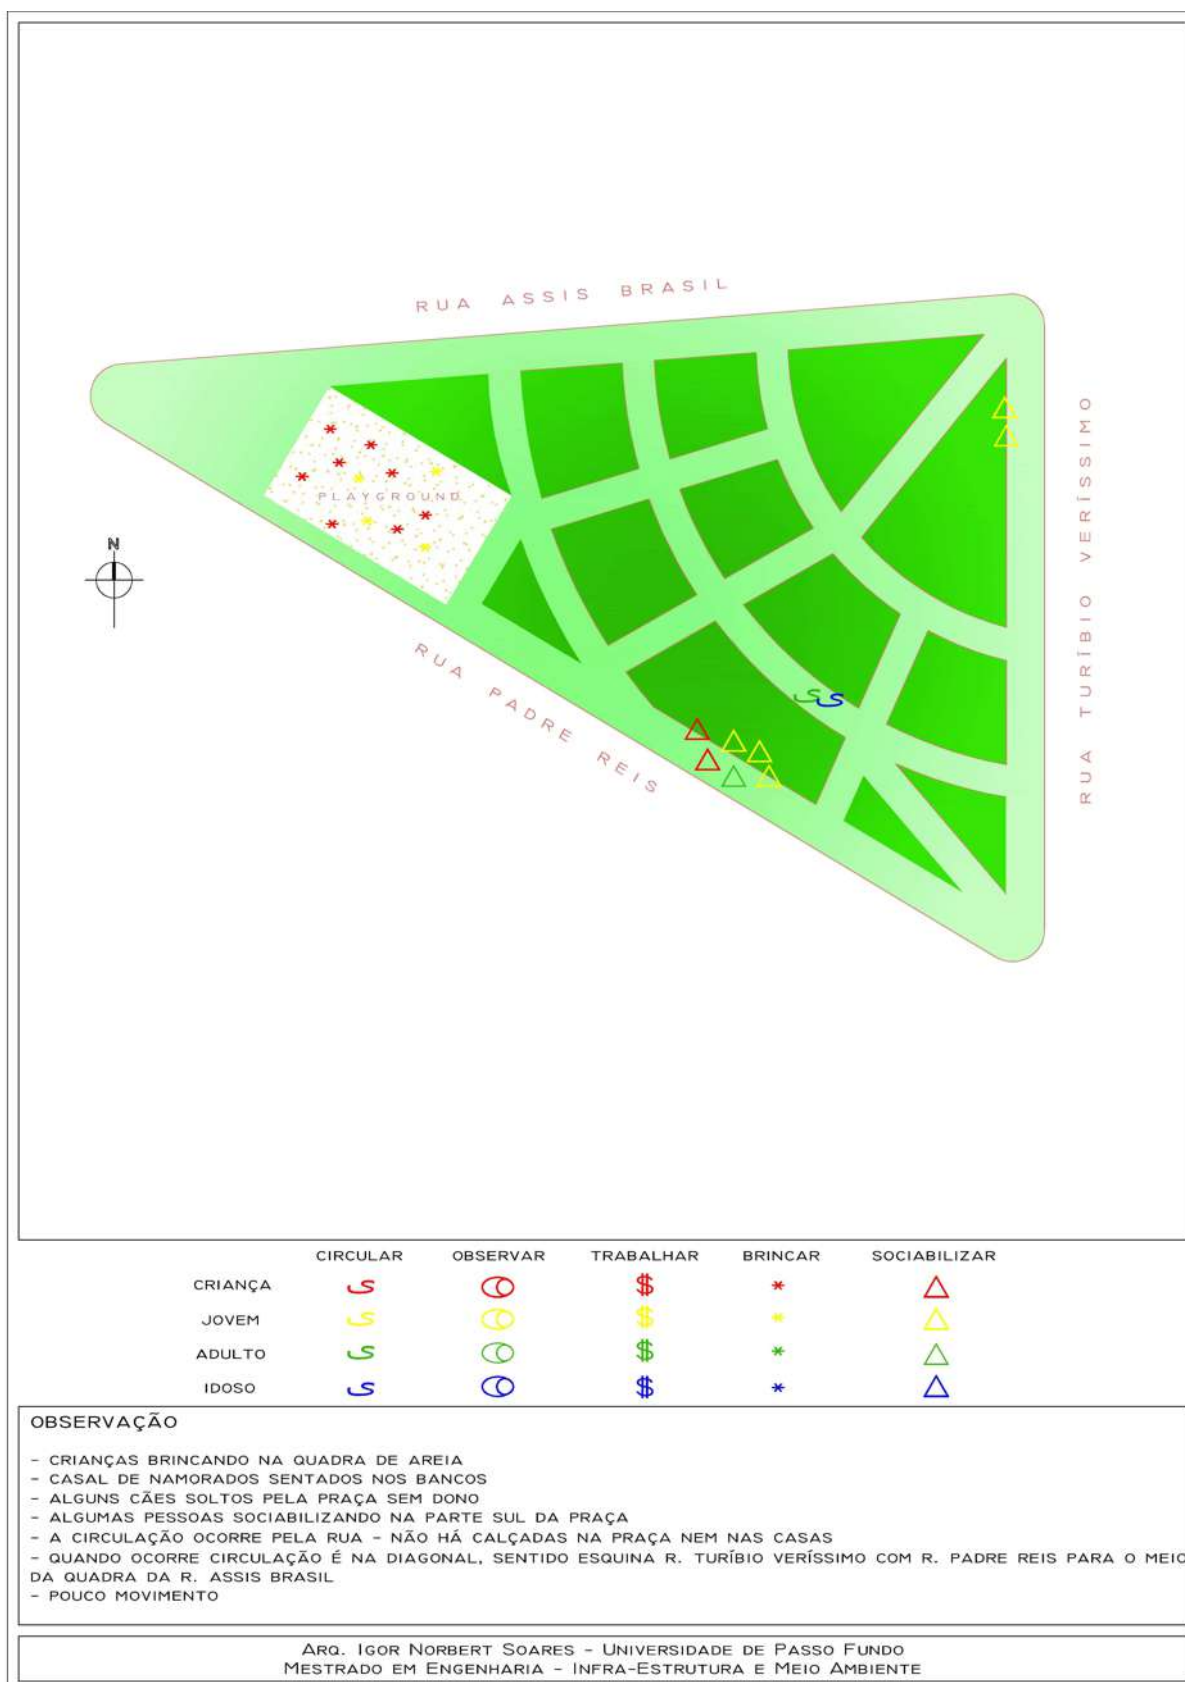 RUA ASSIS BRASIL
RUA TURÍBIO VERÍSSIMO
PLAYGROUND
N
RUA PADRE REIS
CIRCULAR OBSERVAR TRABALHAR BRINCAR SOCIABILIZAR
CRIANÇA
JOVEM
ADULTO
IDOSO
OBSERVAÇÃO
- CRIANÇAS BRINCANDO NA QUADRA DE AREIA
- CASAL DE NAMORADOS SENTADOS NOS BANCOS
- ALGUNS CÃES SOLTOS PELA PRAÇA SEM DONO
- ALGUMAS PESSOAS SOCIABILIZANDO NA PARTE SUL DA PRAÇA
- A CIRCULAÇÃO OCORRE PELA RUA - NÃO HÁ CALÇADAS NA PRAÇA NEM NAS CASAS
- QUANDO OCORRE CIRCULAÇÃO É NA DIAGONAL, SENTIDO ESQUINA R. TURÍBIO VERÍSSIMO COM R. PADRE REIS PARA O MEIO
DA QUADRA DA R. ASSIS BRASIL
- POUCO MOVIMENTO
ARQ. IGOR NORBERT SOARES - UNIVERSIDADE DE PASSO FUNDO
MESTRADO EM ENGENHARIA - INFRA-ESTRUTURA E MEIO AMBIENTE